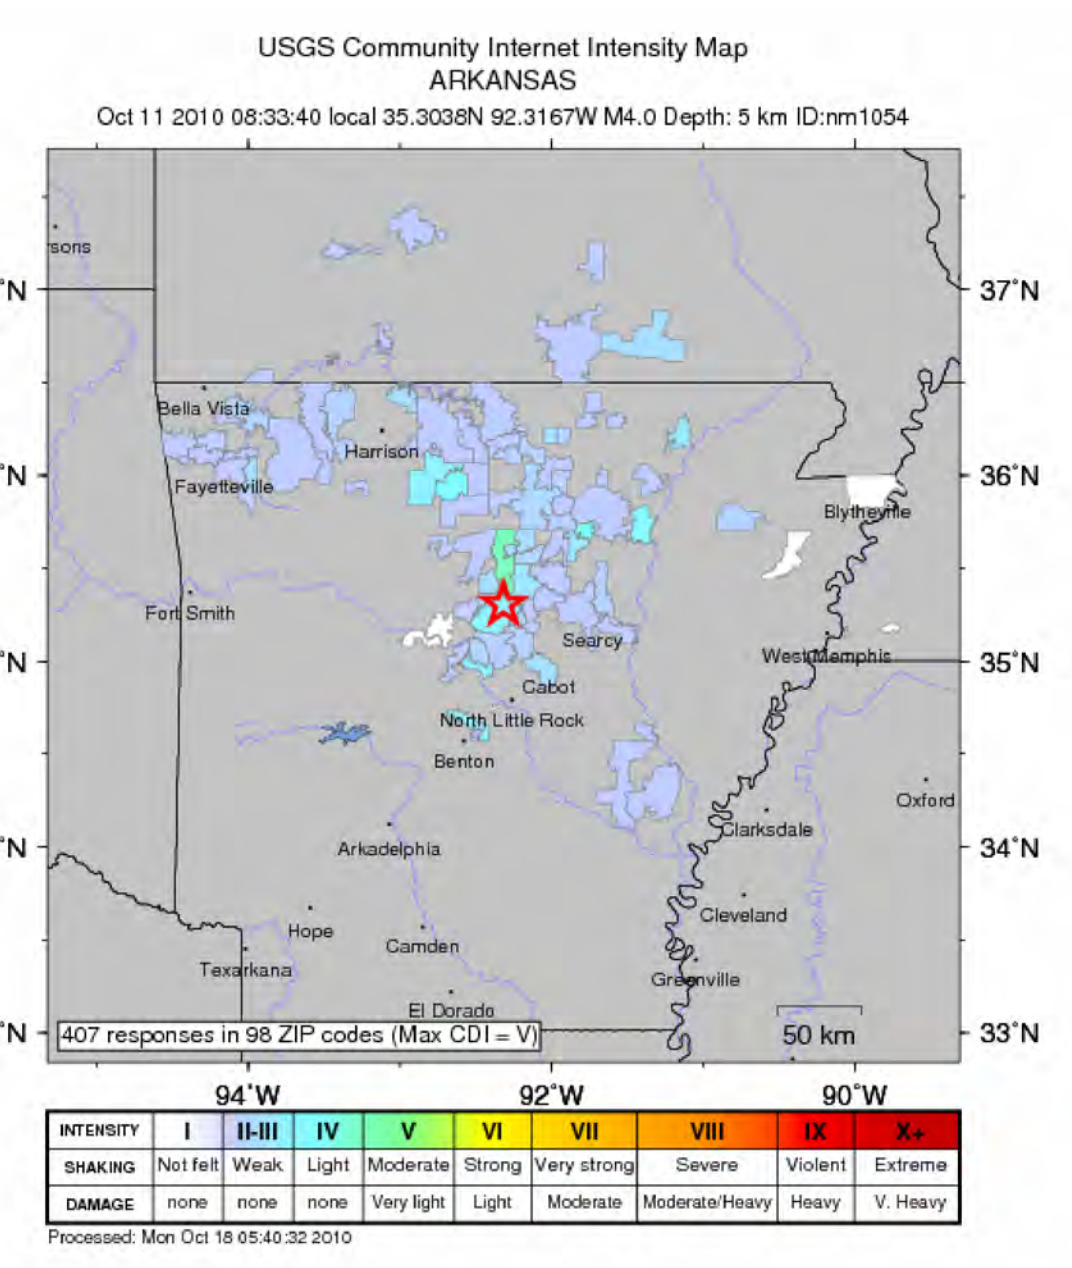 USGS Community Internet Intensity Map
ARKANSAS
Oct 11 2010 08:33:40 local 35.3038N 92.3167W M4.0 Depth: 5 km ID:nm1054
rsons
˚N 37˚N
Bella Vista
Harrison
˚N 36˚N
Fayetteville
Blytheville
Fort Smith
Searcy
West Memphis
˚N 35˚N
Cabot
North Little Rock
Benton
Oxford
Clarksdale
˚N 34˚N
Arkadelphia
Cleveland
Hope
Camden
Texarkana
Greenville
El Dorado
˚N 33˚N
407 responses in 98 ZIP codes (Max CDI = V)
50 km
94˚W 92˚W 90˚W
INTENSITY I II-III IV V VI VII VIII IX X+
SHAKING Not felt Weak Light Moderate Strong Very strong Severe Violent Extreme
DAMAGE none none none Very light Light Moderate Moderate/Heavy Heavy V. Heavy
Processed: Mon Oct 18 05:40:32 2010